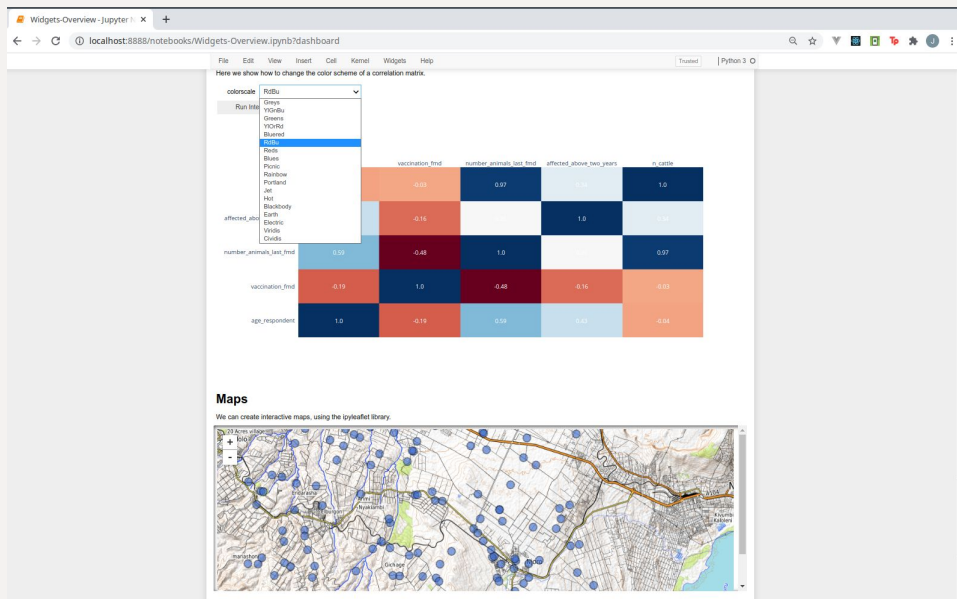 Widgets-Overview - Jupyter N
localhost:8888/notebooks/Widgets-Overview.ipynb?dashboard
File Edit View Insert Cell Kernel Widgets Help Trusted Python 3
Here we show how to change the color scheme of a correlation matrix.
colorscale RdBu
Run Inte
Greys
YlGnBu
Greens
YlOrRd
Bluered
RdBu
Reds
Blues
Picnic
Rainbow
Portland
Jet
Hot
Blackbody
Earth
Electric
Viridis
Cividis
vaccination_fmd number_animals_last_fmd affected_above_two_years n_cattle
-0.03 0.97 1.0
affected_abo -0.16 1.0
number_animals_last_fmd 0.59 -0.48 1.0 0.97
vaccination_fmd -0.19 1.0 -0.48 -0.16 -0.03
age_respondent 1.0 -0.19 0.59 -0.04
Maps
We can create interactive maps, using the ipyleaflet library.
+
-
Gichage